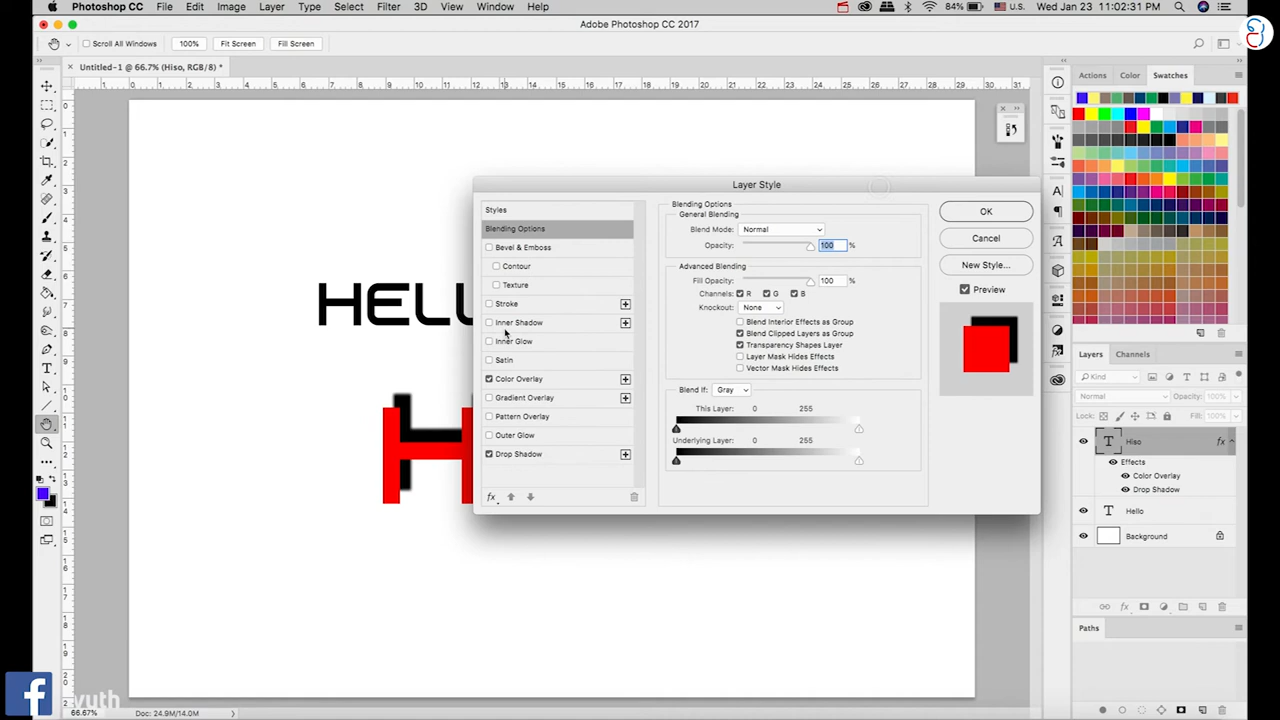 Photoshop CC File Edit Image Layer Type Select Filter 3D View Window Help 84% U.S. Wed Jan 23 11:02:31 AM
Adobe Photoshop CC 2017
Scroll All Windows 100% Fit Screen Fill Screen
Untitled-1 @ 66.7% (Hiso, RGB/8) *
Actions Color Swatches
HELL
H
Layer Style
Styles
Blending Options
Bevel & Emboss
Contour
Texture
Stroke
Inner Shadow
Inner Glow
Satin
Color Overlay
Gradient Overlay
Pattern Overlay
Outer Glow
Drop Shadow
fx
Blending Options
General Blending
Blend Mode: Normal
Opacity: 100 %
Advanced Blending
Fill Opacity: 100 %
Channels: R G B
Knockout: None
Blend Interior Effects as Group
Blend Clipped Layers as Group
Transparency Shapes Layer
Layer Mask Hides Effects
Vector Mask Hides Effects
Blend If: Gray
This Layer: 0 255
Underlying Layer: 0 255
OK
Cancel
New Style...
Preview
Layers Channels
Kind
Normal Opacity: 100%
Lock: Fill: 100%
Hiso fx
Effects
Color Overlay
Drop Shadow
Hello
Background
Paths
66.67% Doc: 24.9M/14.0M